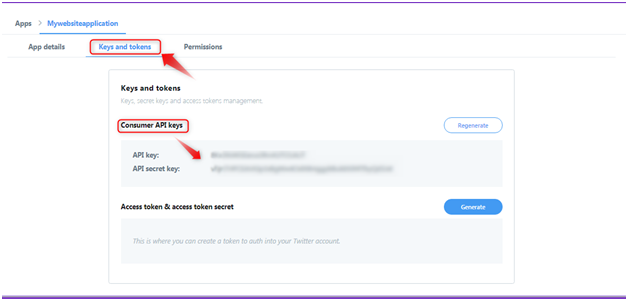 Apps > Mywebsiteapplication
App details Keys and tokens Permissions
Keys and tokens
Keys, secret keys and access tokens management.
Consumer API keys Regenerate
API key:
API secret key:
Access token & access token secret Generate
This is where you can create a token to auth into your Twitter account.